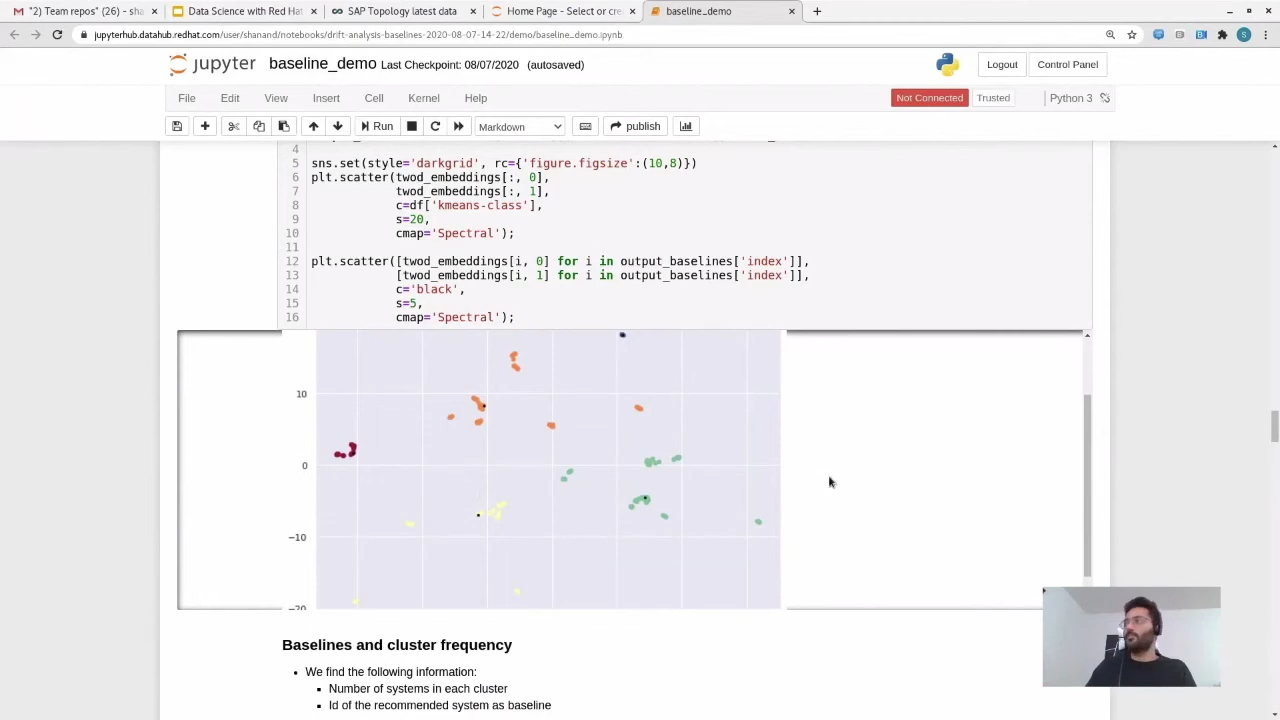 "2) Team repos" (26) - sha
Data Science with Red Hat
SAP Topology latest data
Home Page - Select or cre
baseline_demo
jupyterhub.datahub.redhat.com/user/shanand/notebooks/drift-analysis-baselines-2020-08-07-14-22/demo/baseline_demo.ipynb
jupyter baseline_demo Last Checkpoint: 08/07/2020 (autosaved)
Logout
Control Panel
File Edit View Insert Cell Kernel Help
Not Connected
Trusted
Python 3
Run
Markdown
publish
4
5 sns.set(style='darkgrid', rc={'figure.figsize':(10,8)})
6 plt.scatter(twod_embeddings[:, 0],
7 twod_embeddings[:, 1],
8 c=df['kmeans-class'],
9 s=20,
10 cmap='Spectral');
11
12 plt.scatter([twod_embeddings[i, 0] for i in output_baselines['index']],
13 [twod_embeddings[i, 1] for i in output_baselines['index']],
14 c='black',
15 s=5,
16 cmap='Spectral');
10
0
−10
−20
Baselines and cluster frequency
• We find the following information:
▪ Number of systems in each cluster
▪ Id of the recommended system as baseline